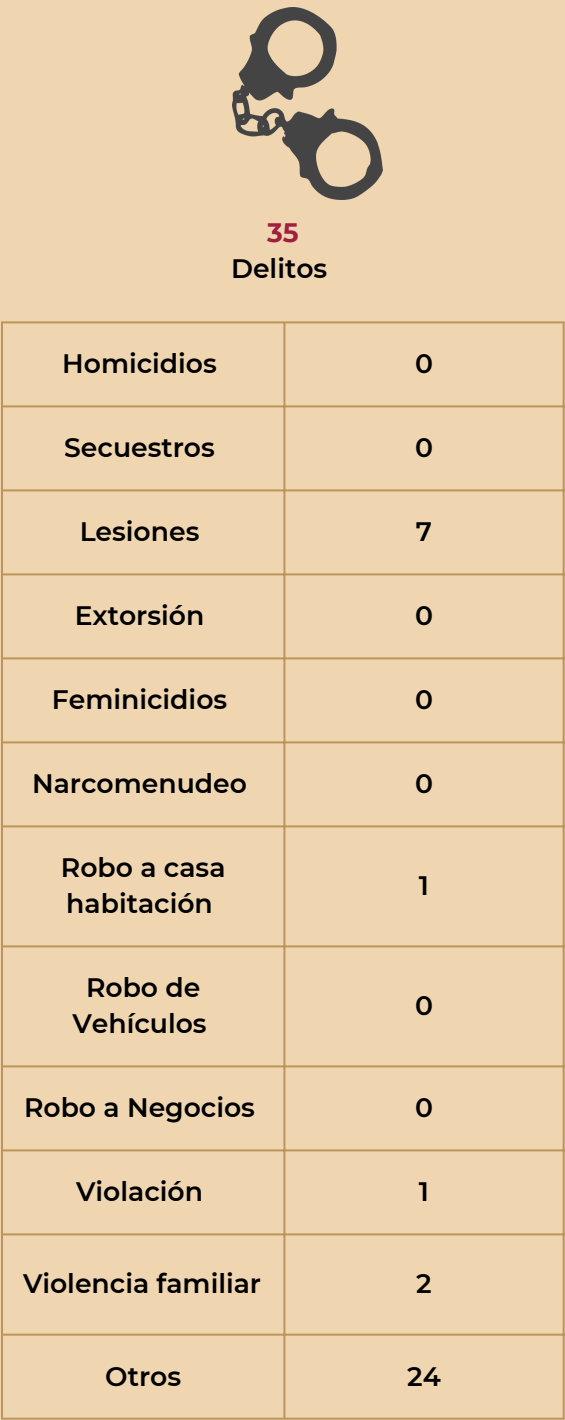 35
Delitos
Homicidios 0
Secuestros 0
Lesiones 7
Extorsión 0
Feminicidios 0
Narcomenudeo 0
Robo a casa
habitación 1
Robo de
Vehículos 0
Robo a Negocios 0
Violación 1
Violencia familiar 2
Otros 24